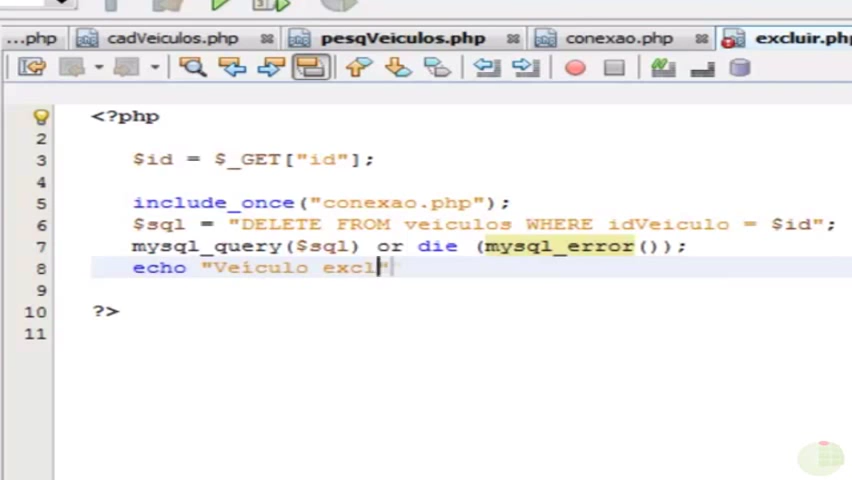 ...php cadVeiculos.php pesqVeiculos.php conexao.php excluir.php
1 <?php
2
3 $id = $_GET["id"];
4
5 include_once("conexao.php");
6 $sql = "DELETE FROM veiculos WHERE idVeiculo = $id";
7 mysql_query($sql) or die (mysql_error());
8 echo "Veículo excl"
9
10 ?>
11